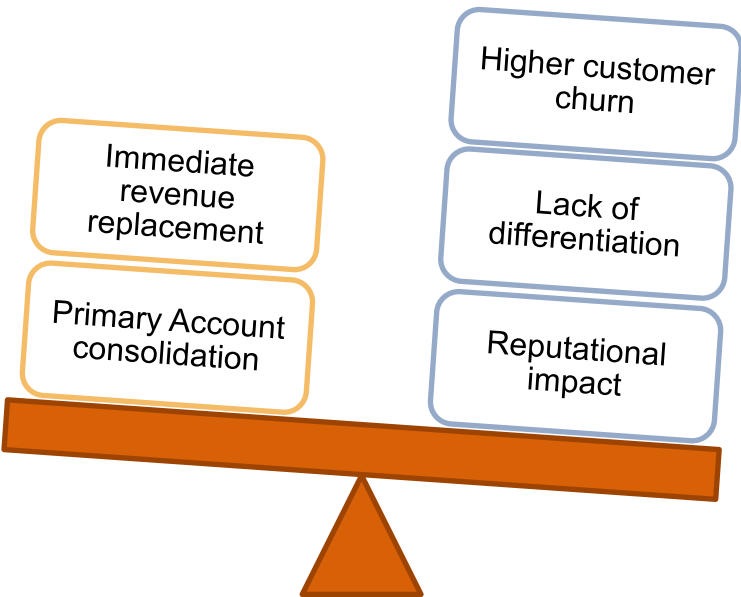 Immediate
revenue
replacement
Primary Account
consolidation
Higher customer
churn
Lack of
differentiation
Reputational
impact